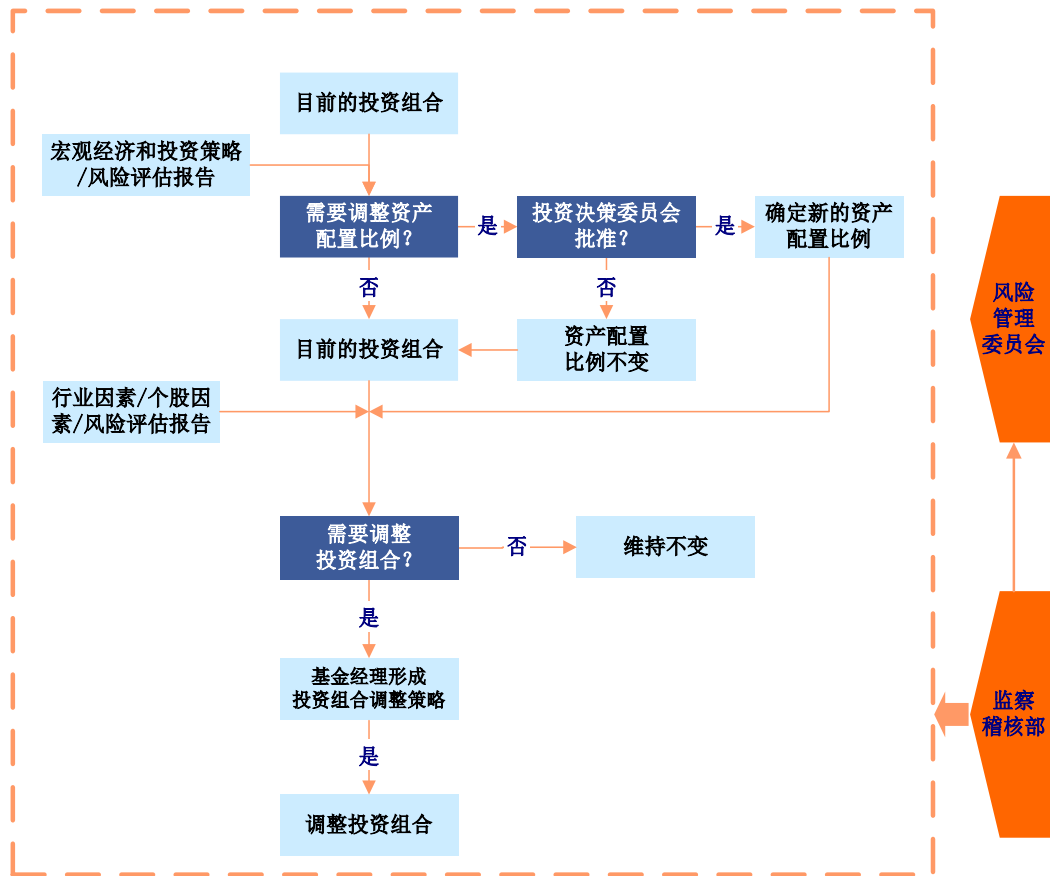 目前的投资组合
宏观经济和投资策略
/风险评估报告
需要调整资产
配置比例？
是
投资决策委员会
批准？
是
确定新的资产
配置比例
否
否
目前的投资组合
资产配置
比例不变
风险
管理
委员会
行业因素/个股因
素/风险评估报告
需要调整
投资组合？
否
维持不变
是
基金经理形成
投资组合调整策略
监察
稽核部
是
调整投资组合